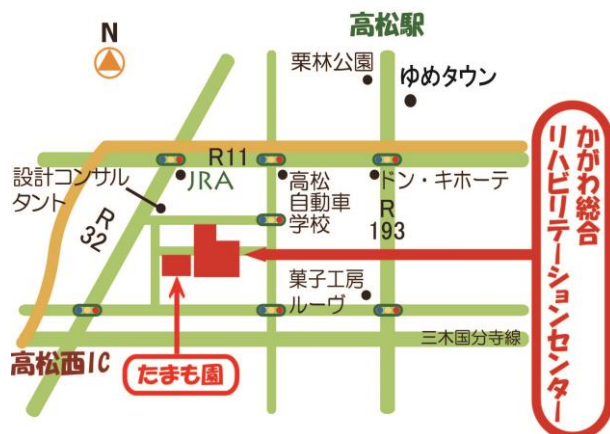 高松駅
N
栗林公園
ゆめタウン
R11
設計コンサル
タント
JRA
高松
自動車
学校
ドン・キホーテ
R
32
R
193
菓子工房
ルーヴ
三木国分寺線
高松西IC
たまも園
かがわ総合
リハビリテーションセンター